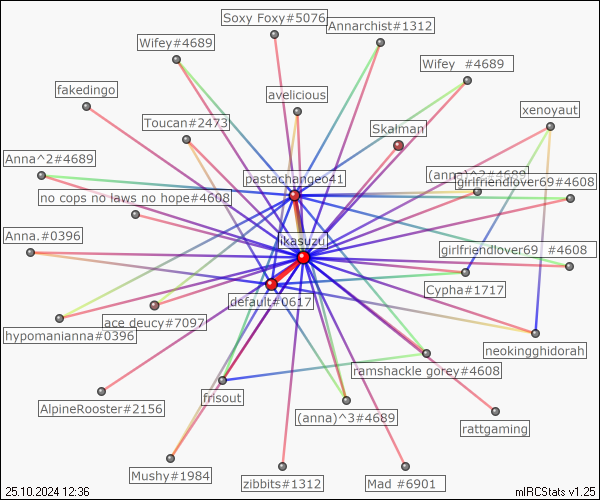 Soxy Foxy#5076
Annarchist#1312
Wifey#4689
Wifey  #4689
fakedingo
avelicious
xenoyaut
Toucan#2473
Skalman
Anna^2#4689
pastachangeo41
(anna)^2#4689
girlfriendlover69#4608
no cops no laws no hope#4608
Anna.#0396
likasuzu
girlfriendlover69  #4608
Cypha#1717
default#0617
ace deucy#7097
hypomanianna#0396
neokingghidorah
ramshackle gorey#4608
frisout
AlpineRooster#2156
(anna)^3#4689
rattgaming
Mushy#1984
zibbits#1312
Mad #6901
25.10.2024 12:36
mIRCStats v1.25